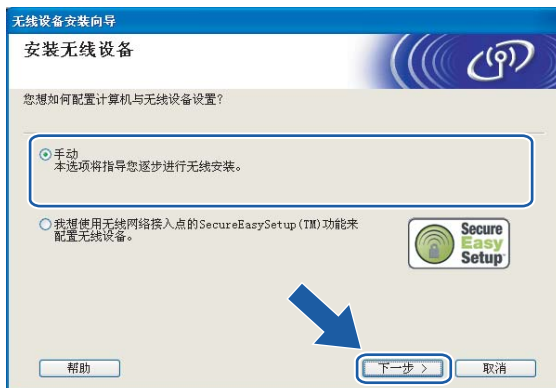 无线设备安装向导
安装无线设备
您想如何配置计算机与无线设备设置?
手动
本选项将指导您逐步进行无线安装。
我想使用无线网络接入点的SecureEasySetup(TM)功能来
配置无线设备。
Secure
Easy
Setup
帮助
下一步 >
取消